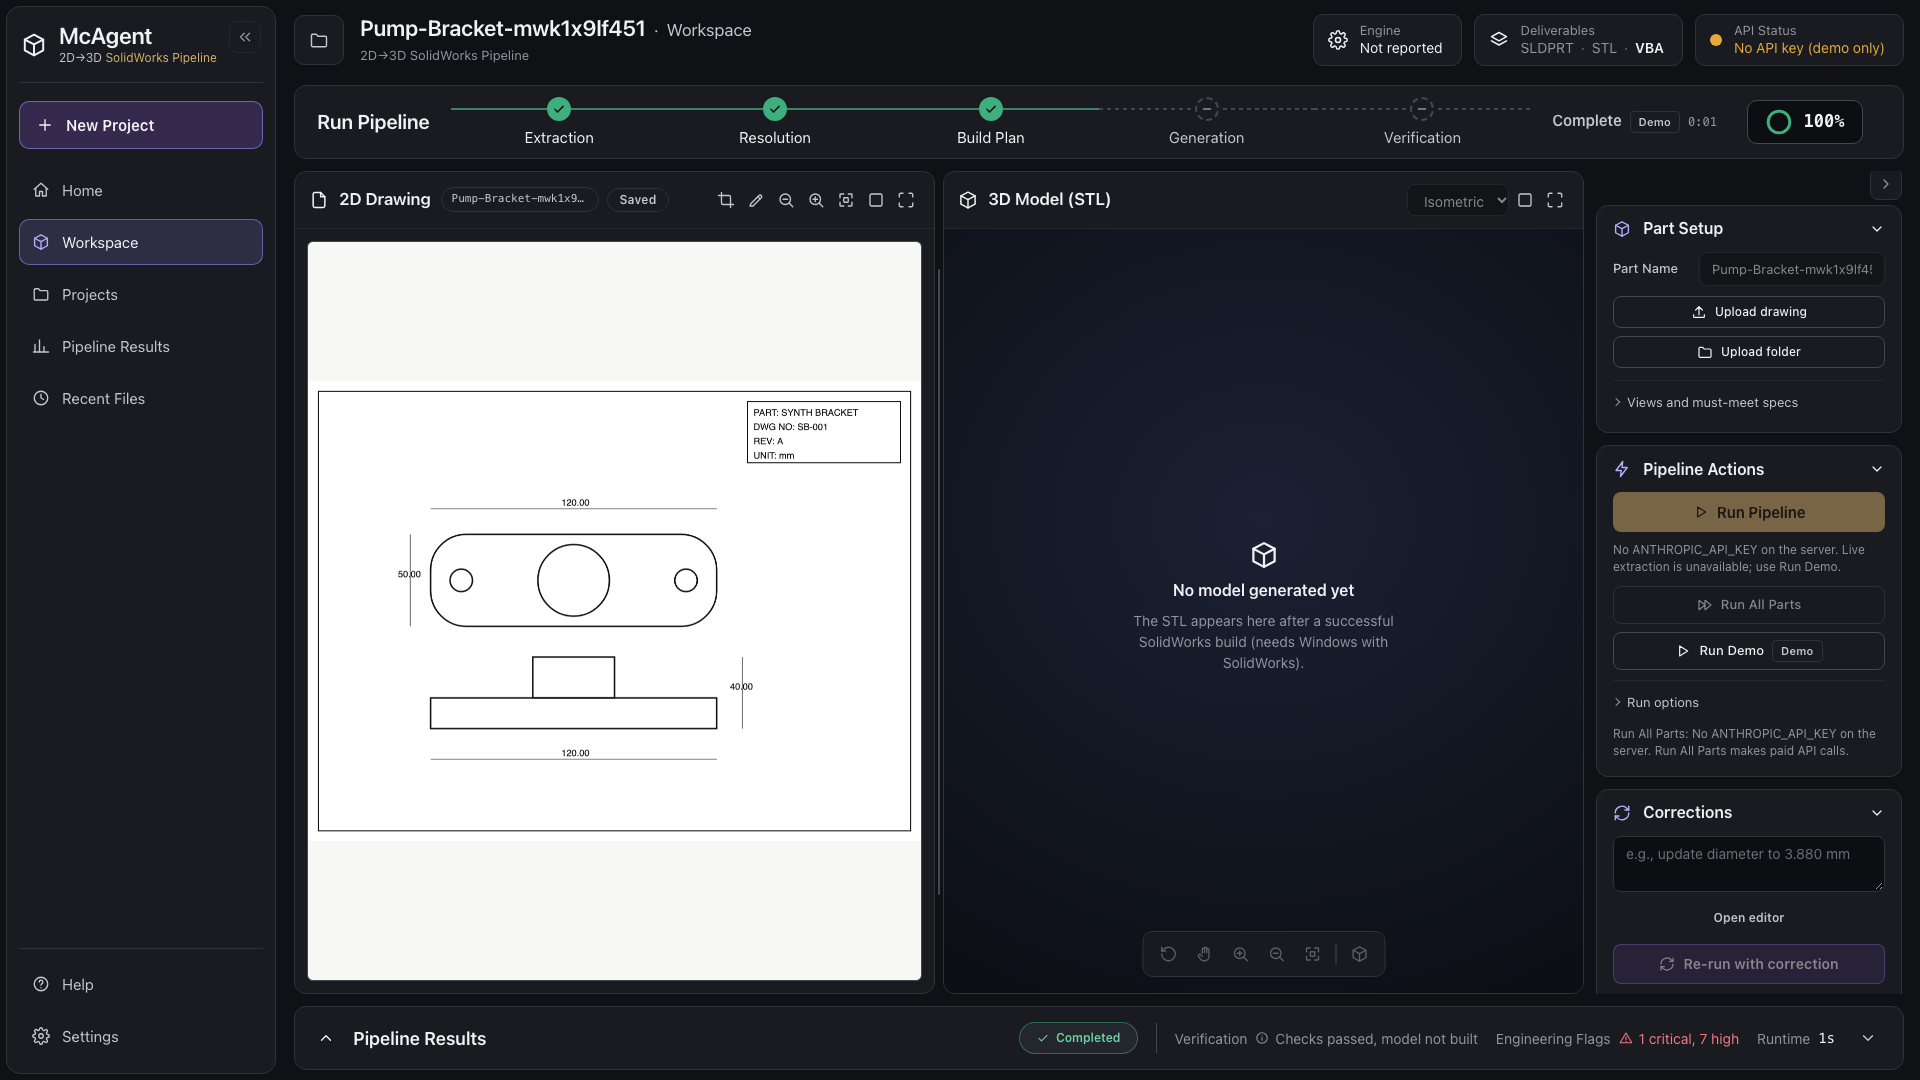 McAgent
2D→3D SolidWorks Pipeline
New Project
Home
Workspace
Projects
Pipeline Results
Recent Files
Help
Settings
Pump-Bracket-mwk1x9lf451 · Workspace
2D→3D SolidWorks Pipeline
Engine
Not reported
Deliverables
SLDPRT · STL · VBA
API Status
No API key (demo only)
Run Pipeline
Extraction
Resolution
Build Plan
Generation
Verification
Complete
Demo
0:01
100%
2D Drawing
Pump-Bracket-mwk1x9…
Saved
PART: SYNTH BRACKET
DWG NO: SB-001
REV: A
UNIT: mm
120.00
50.00
40.00
120.00
3D Model (STL)
Isometric
No model generated yet
The STL appears here after a successful
SolidWorks build (needs Windows with
SolidWorks).
Part Setup
Part Name
Pump-Bracket-mwk1x9lf45
Upload drawing
Upload folder
Views and must-meet specs
Pipeline Actions
Run Pipeline
No ANTHROPIC_API_KEY on the server. Live
extraction is unavailable; use Run Demo.
Run All Parts
Run Demo
Demo
Run options
Run All Parts: No ANTHROPIC_API_KEY on the
server. Run All Parts makes paid API calls.
Corrections
e.g., update diameter to 3.880 mm
Open editor
Re-run with correction
Pipeline Results
Completed
Verification
Checks passed, model not built
Engineering Flags
1 critical, 7 high
Runtime
1s